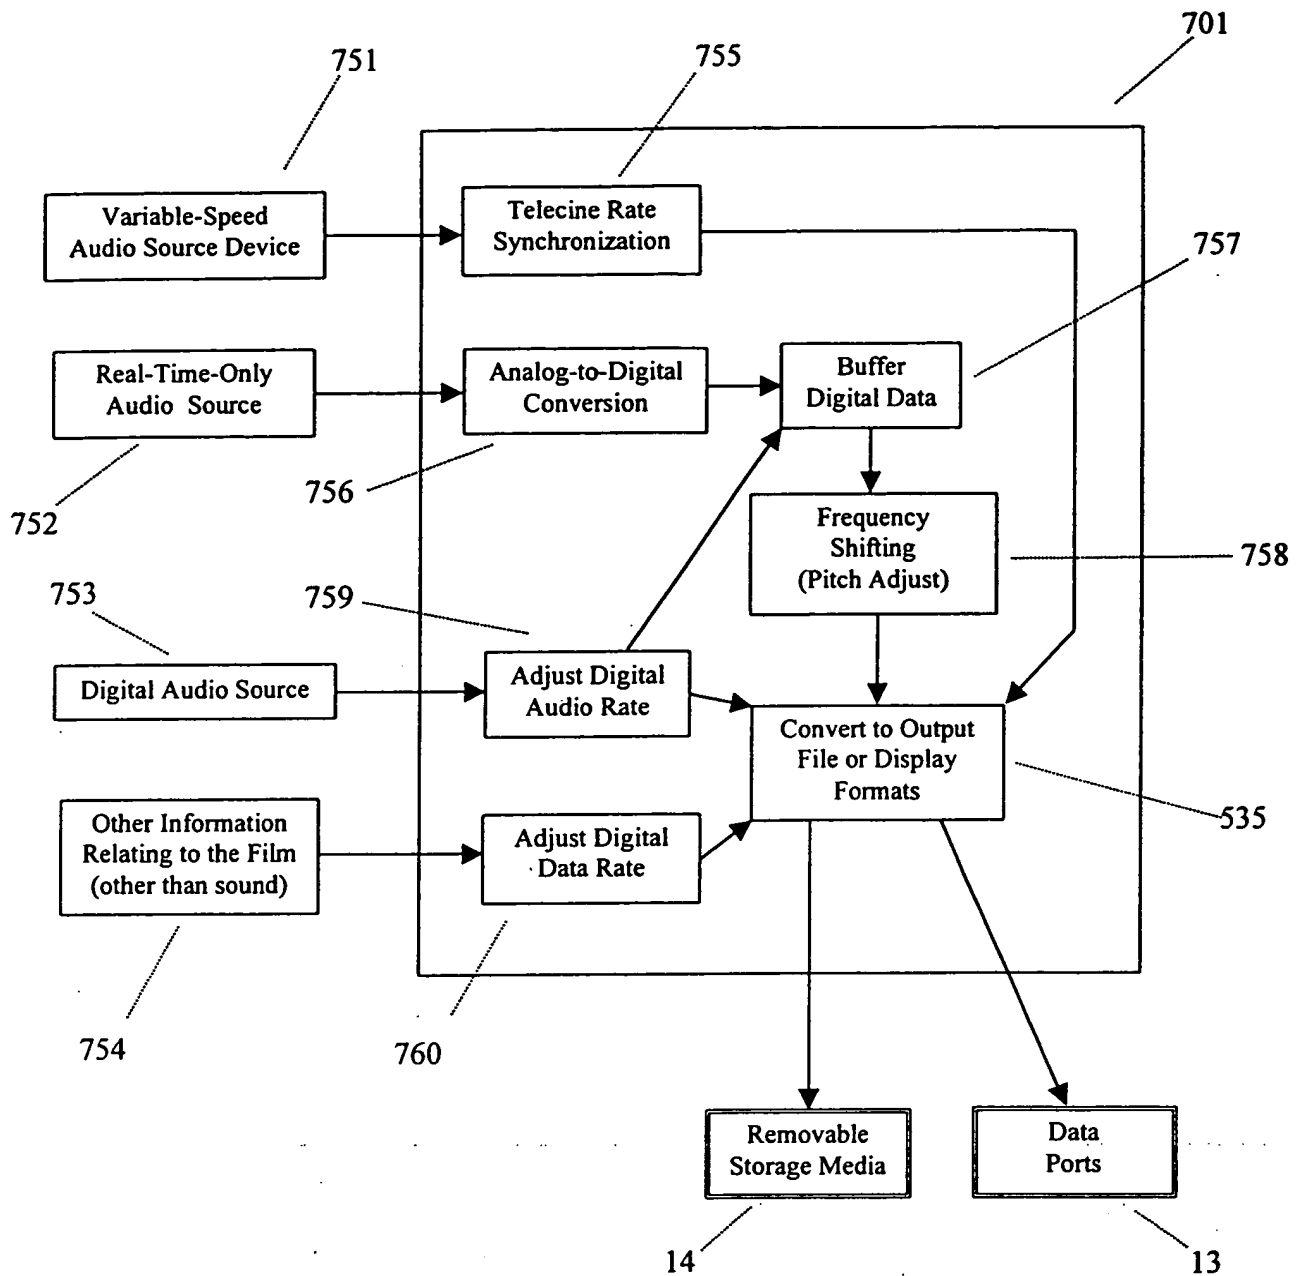 701
751
755
Variable-Speed
Audio Source Device
Telecine Rate
Synchronization
757
Real-Time-Only
Audio Source
Analog-to-Digital
Conversion
Buffer
Digital Data
756
752
Frequency
Shifting
(Pitch Adjust)
758
753
759
Digital Audio Source
Adjust Digital
Audio Rate
Convert to Output
File or Display
Formats
535
Other Information
Relating to the Film
(other than sound)
Adjust Digital
Data Rate
754
760
Removable
Storage Media
Data
Ports
14
13